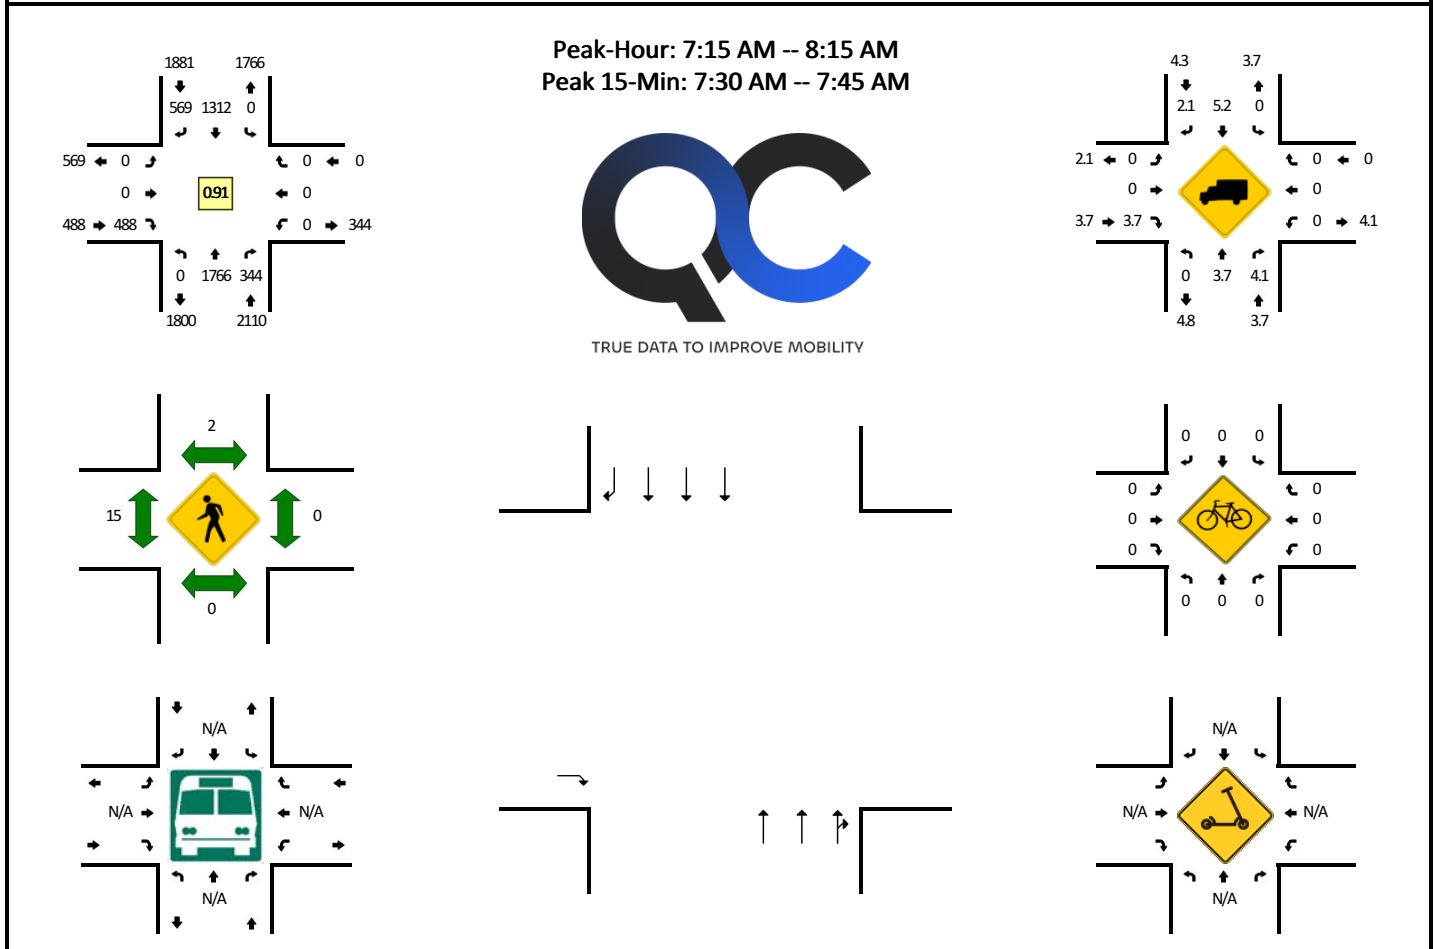 Peak-Hour: 7:15 AM -- 8:15 AM
Peak 15-Min: 7:30 AM -- 7:45 AM
1881 1766
569 1312 0
569 0 0 0
0 0.91 0
488 488 0 344
0 1766 344
1800 2110
TRUE DATA TO IMPROVE MOBILITY
4.3 3.7
2.1 5.2 0
2.1 0 0 0
0 0
3.7 3.7 0 4.1
0 3.7 4.1
4.8 3.7
2
15 0
0
0 0 0
0 0
0 0
0 0
0 0 0
N/A
N/A N/A
N/A
N/A
N/A N/A
N/A